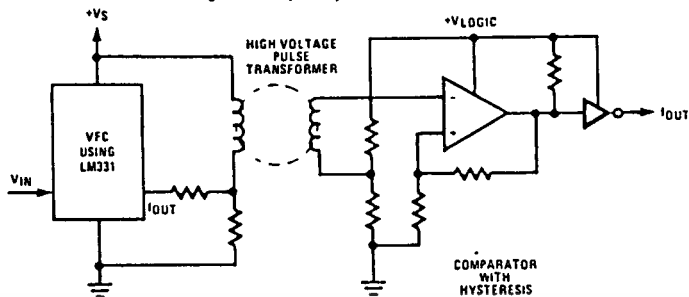 +VS
+VLOGIC
HIGH VOLTAGE
PULSE
TRANSFORMER
VFC
USING
LM331
-
+
IOUT
VIN
IOUT
COMPARATOR
WITH
HYSTERESIS